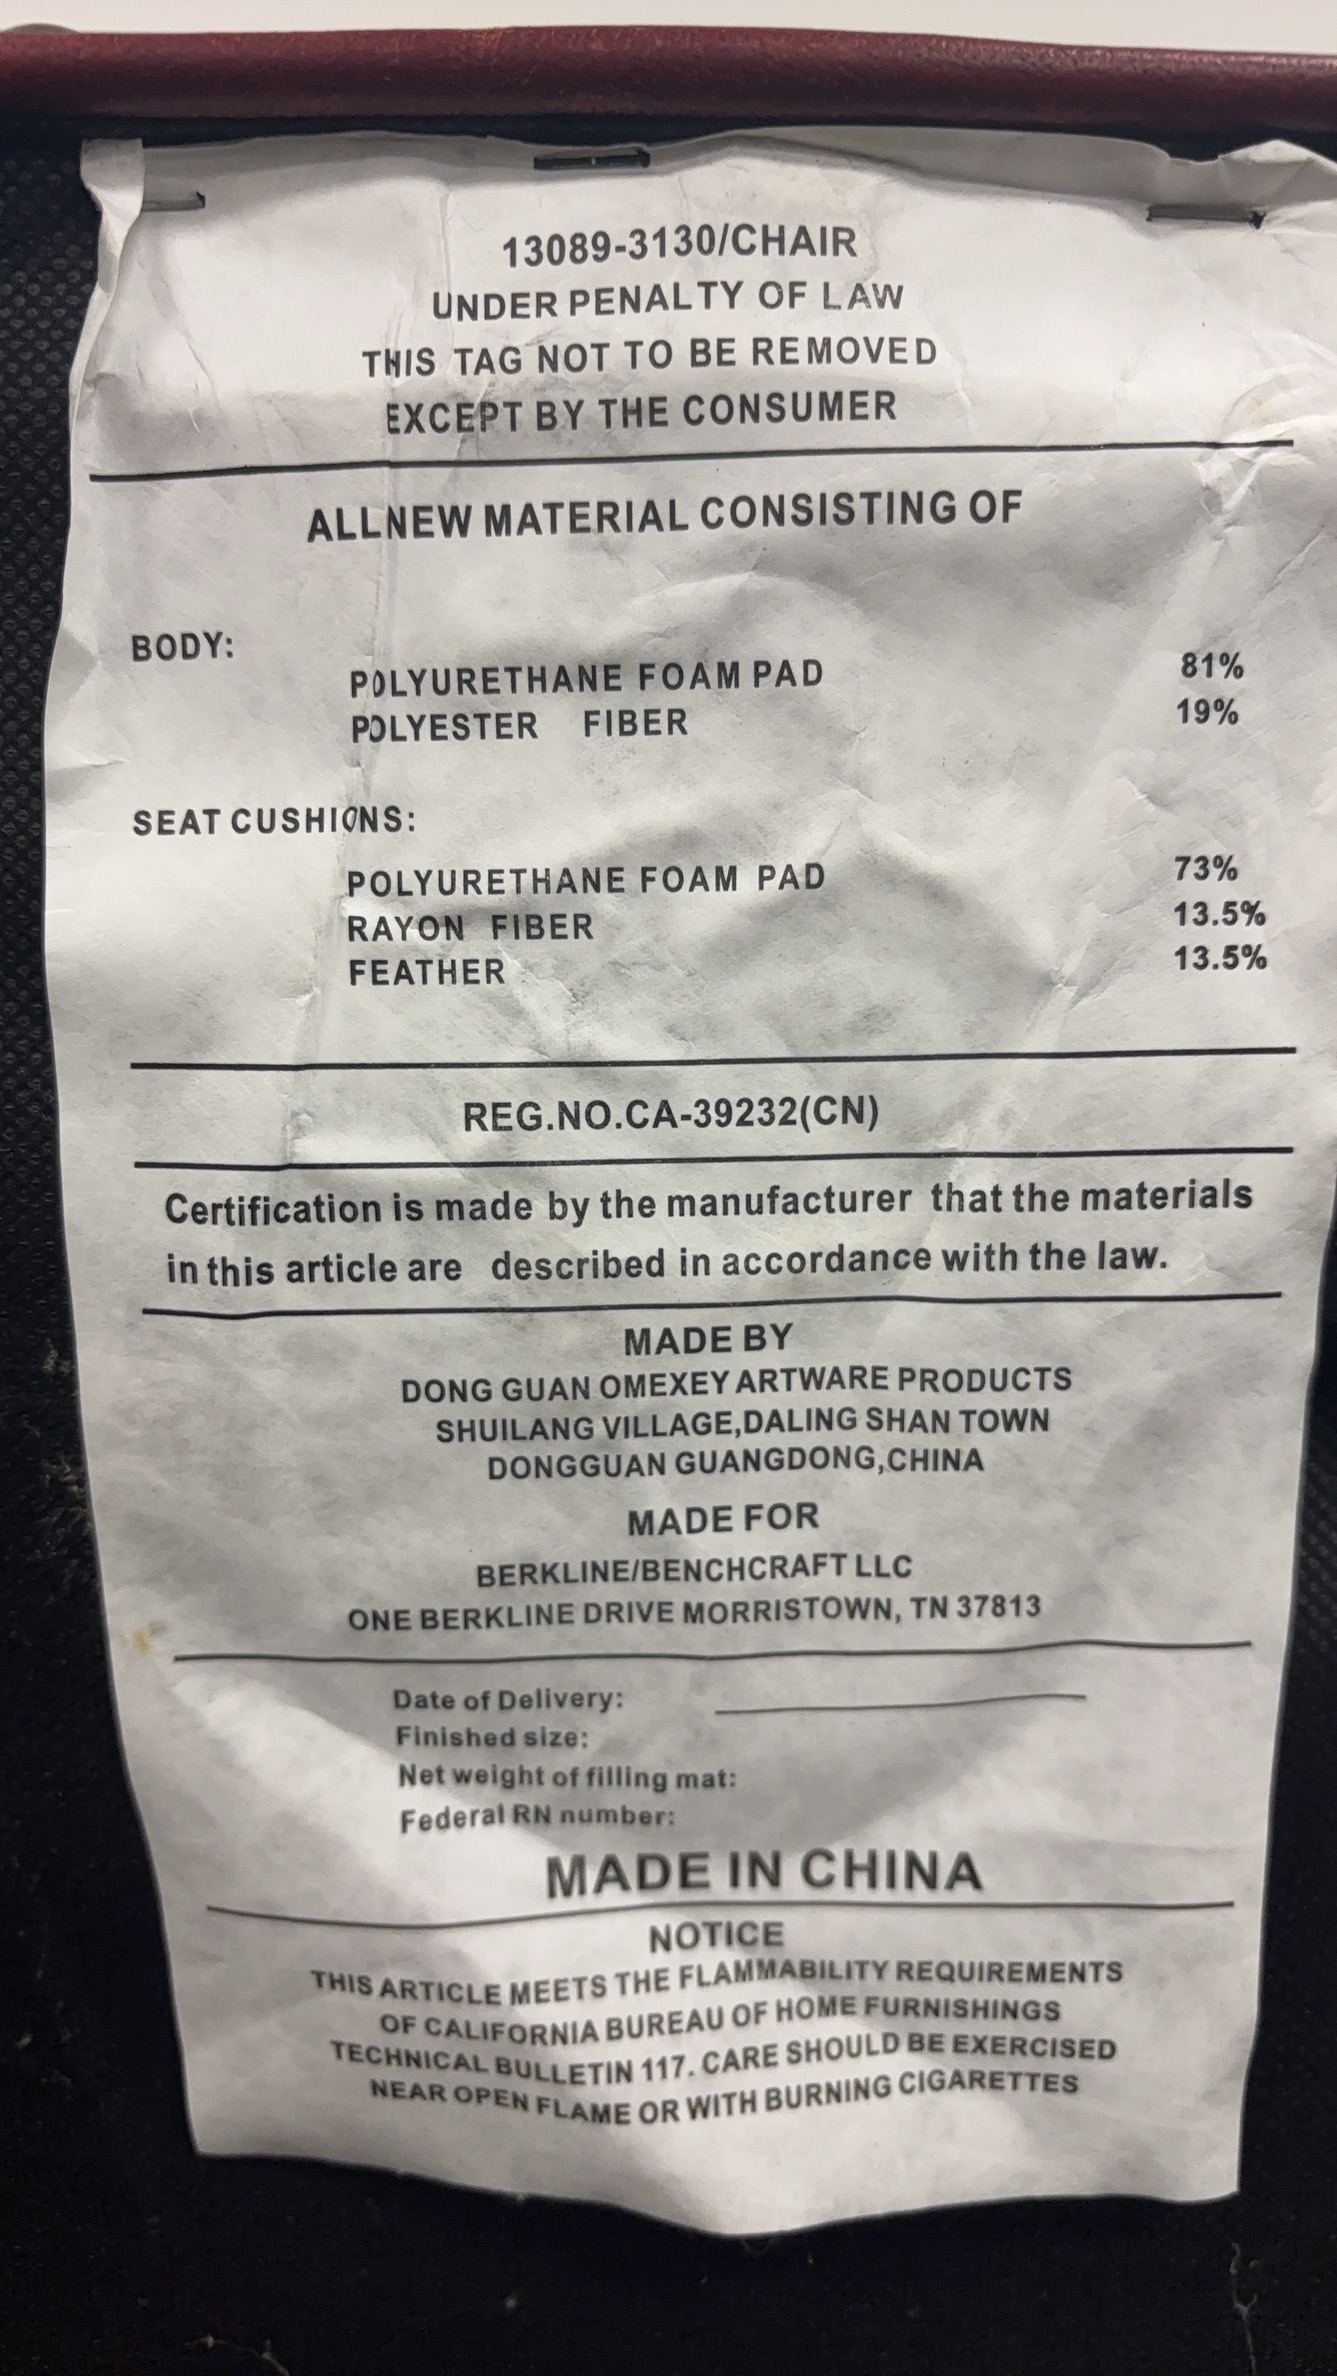 13089-3130/CHAIR
UNDER PENALTY OF LAW
THIS TAG NOT TO BE REMOVED
EXCEPT BY THE CONSUMER
ALL NEW MATERIAL CONSISTING OF
BODY:
POLYURETHANE FOAM PAD 81%
POLYESTER FIBER 19%
SEAT CUSHIONS:
POLYURETHANE FOAM PAD 73%
RAYON FIBER 13.5%
FEATHER 13.5%
REG.NO.CA-39232(CN)
Certification is made by the manufacturer that the materials
in this article are described in accordance with the law.
MADE BY
DONG GUAN OMEXEY ARTWARE PRODUCTS
SHUILANG VILLAGE,DALING SHAN TOWN
DONGGUAN GUANGDONG,CHINA
MADE FOR
BERKLINE/BENCHCRAFT LLC
ONE BERKLINE DRIVE MORRISTOWN, TN 37813
Date of Delivery:
Finished size:
Net weight of filling mat:
Federal RN number:
MADE IN CHINA
NOTICE
THIS ARTICLE MEETS THE FLAMMABILITY REQUIREMENTS
OF CALIFORNIA BUREAU OF HOME FURNISHINGS
TECHNICAL BULLETIN 117. CARE SHOULD BE EXERCISED
NEAR OPEN FLAME OR WITH BURNING CIGARETTES